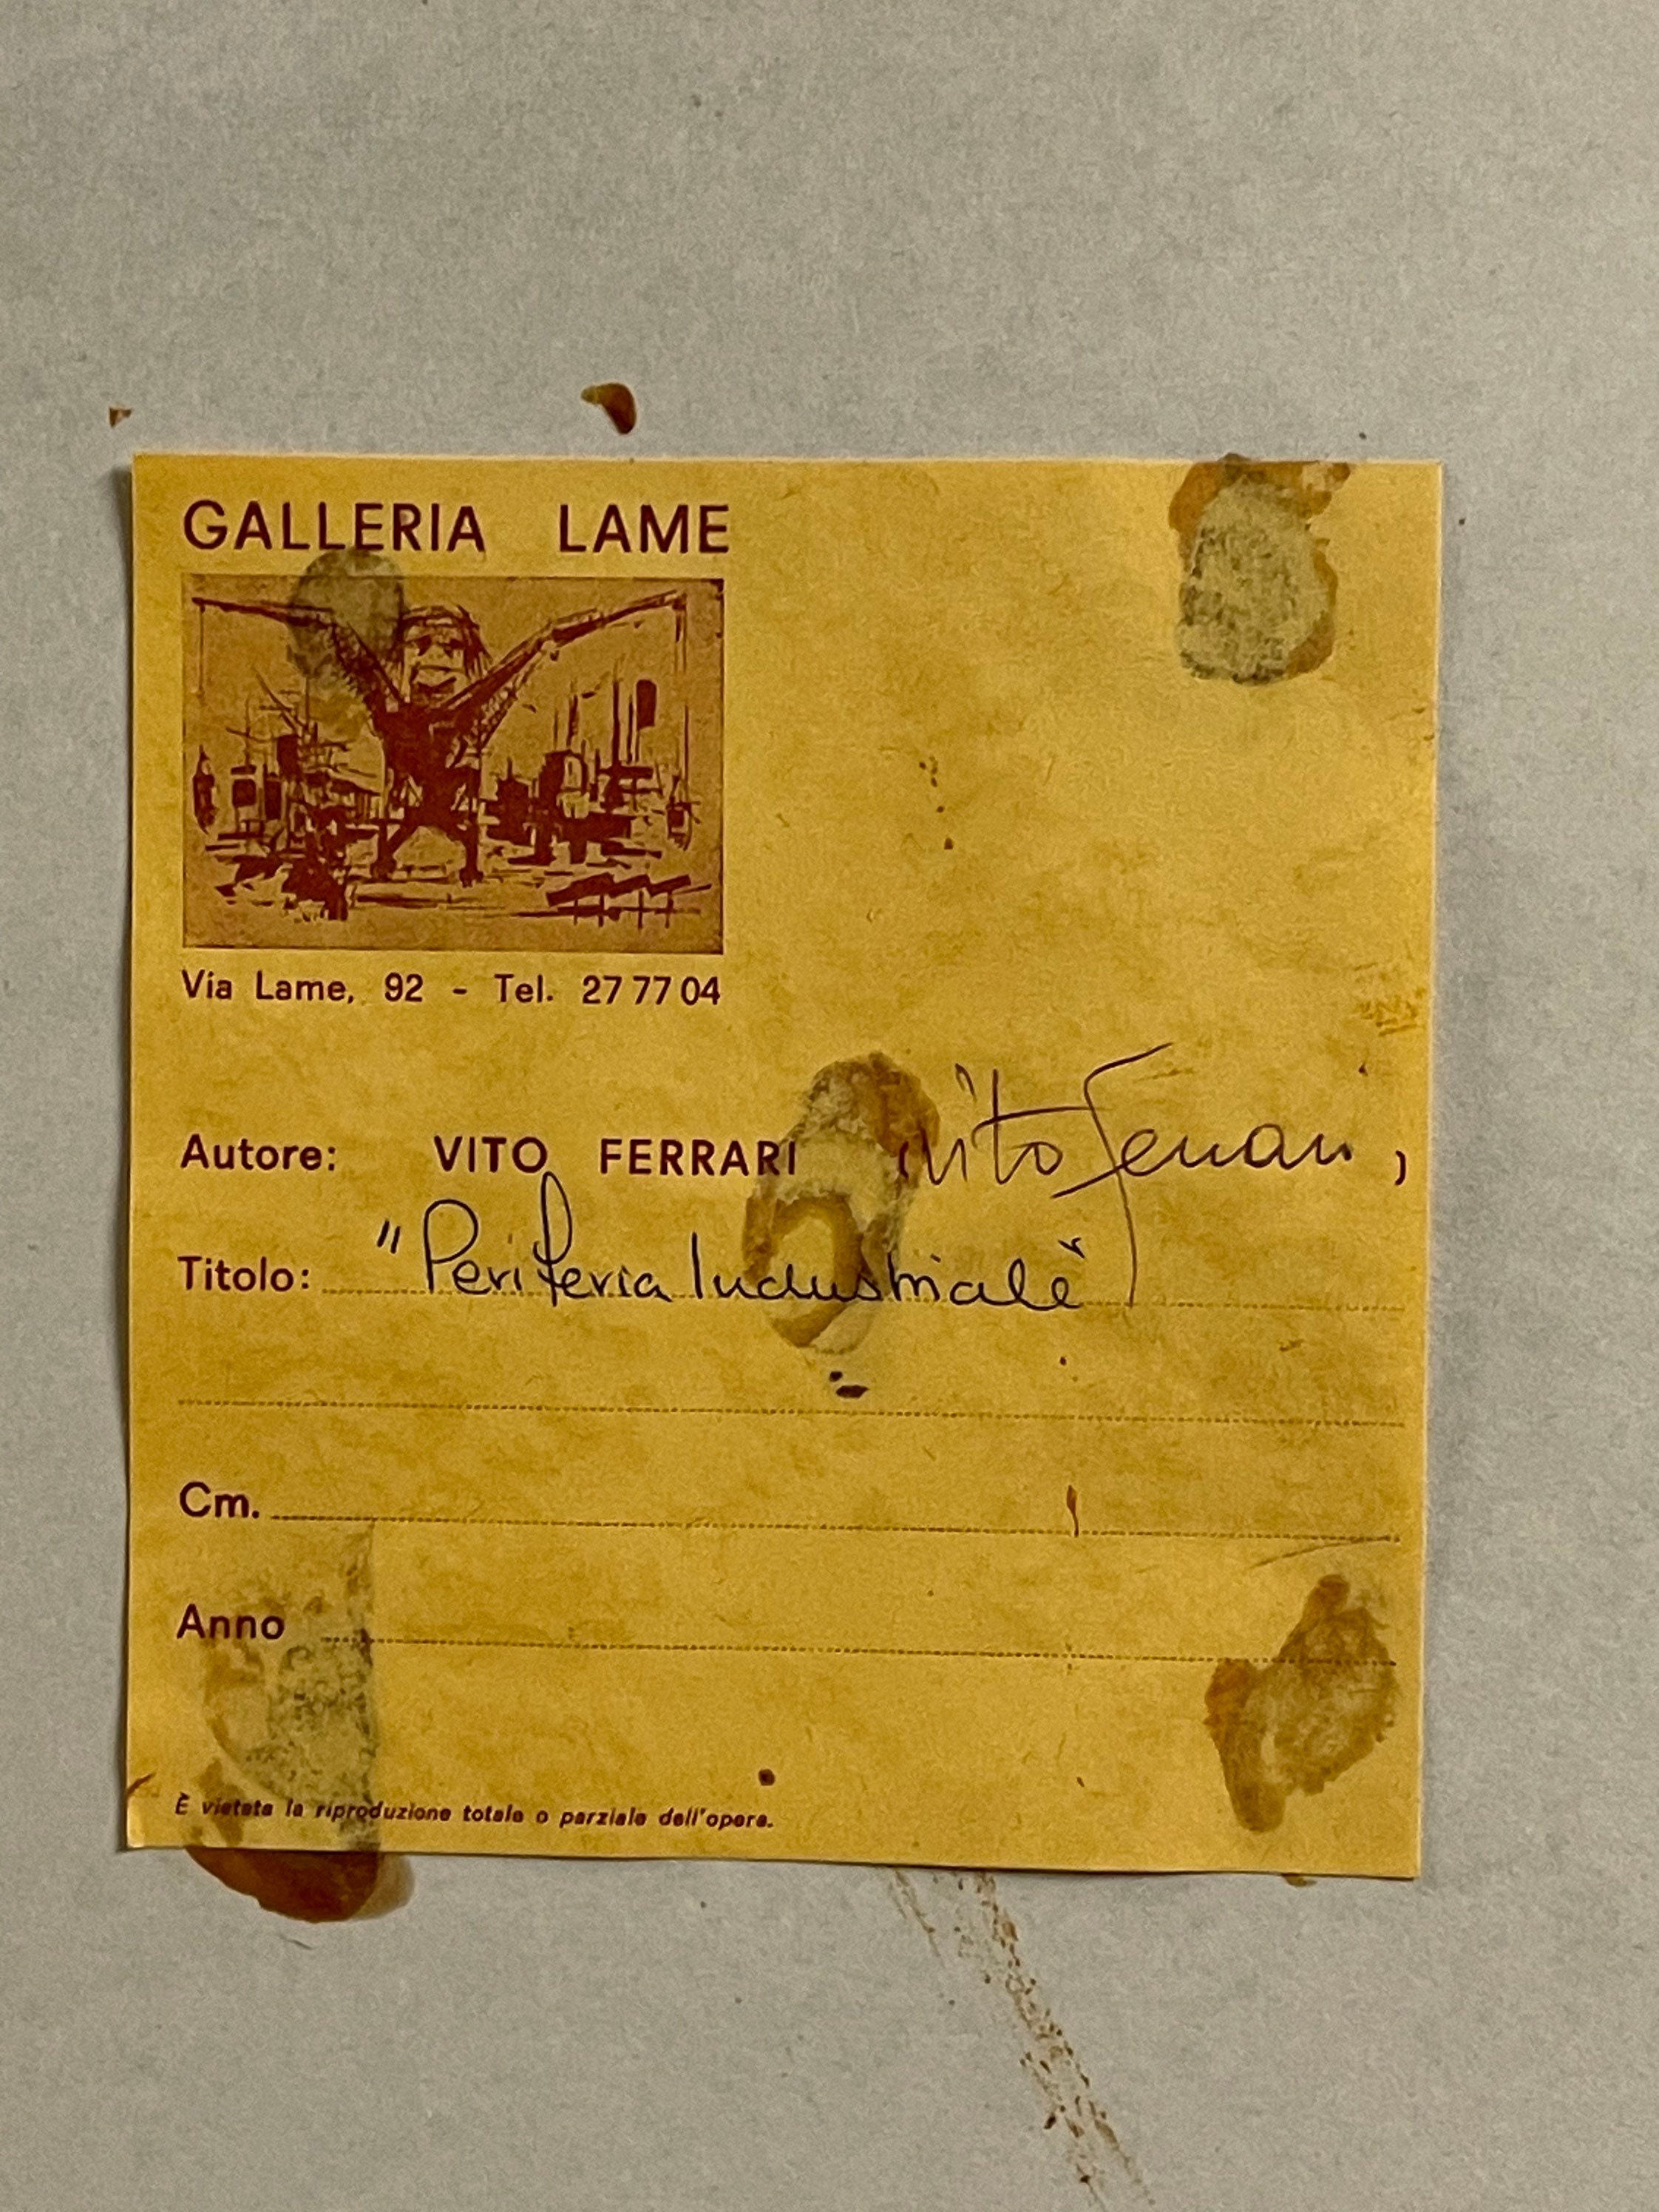 GALLERIA LAME
Via Lame, 92 - Tel. 27 77 04
Autore: VITO FERRARI Vito Ferrari
Titolo: "Periferia Industriale"
Cm.
Anno
È vietata la riproduzione totale o parziale dell'opera.